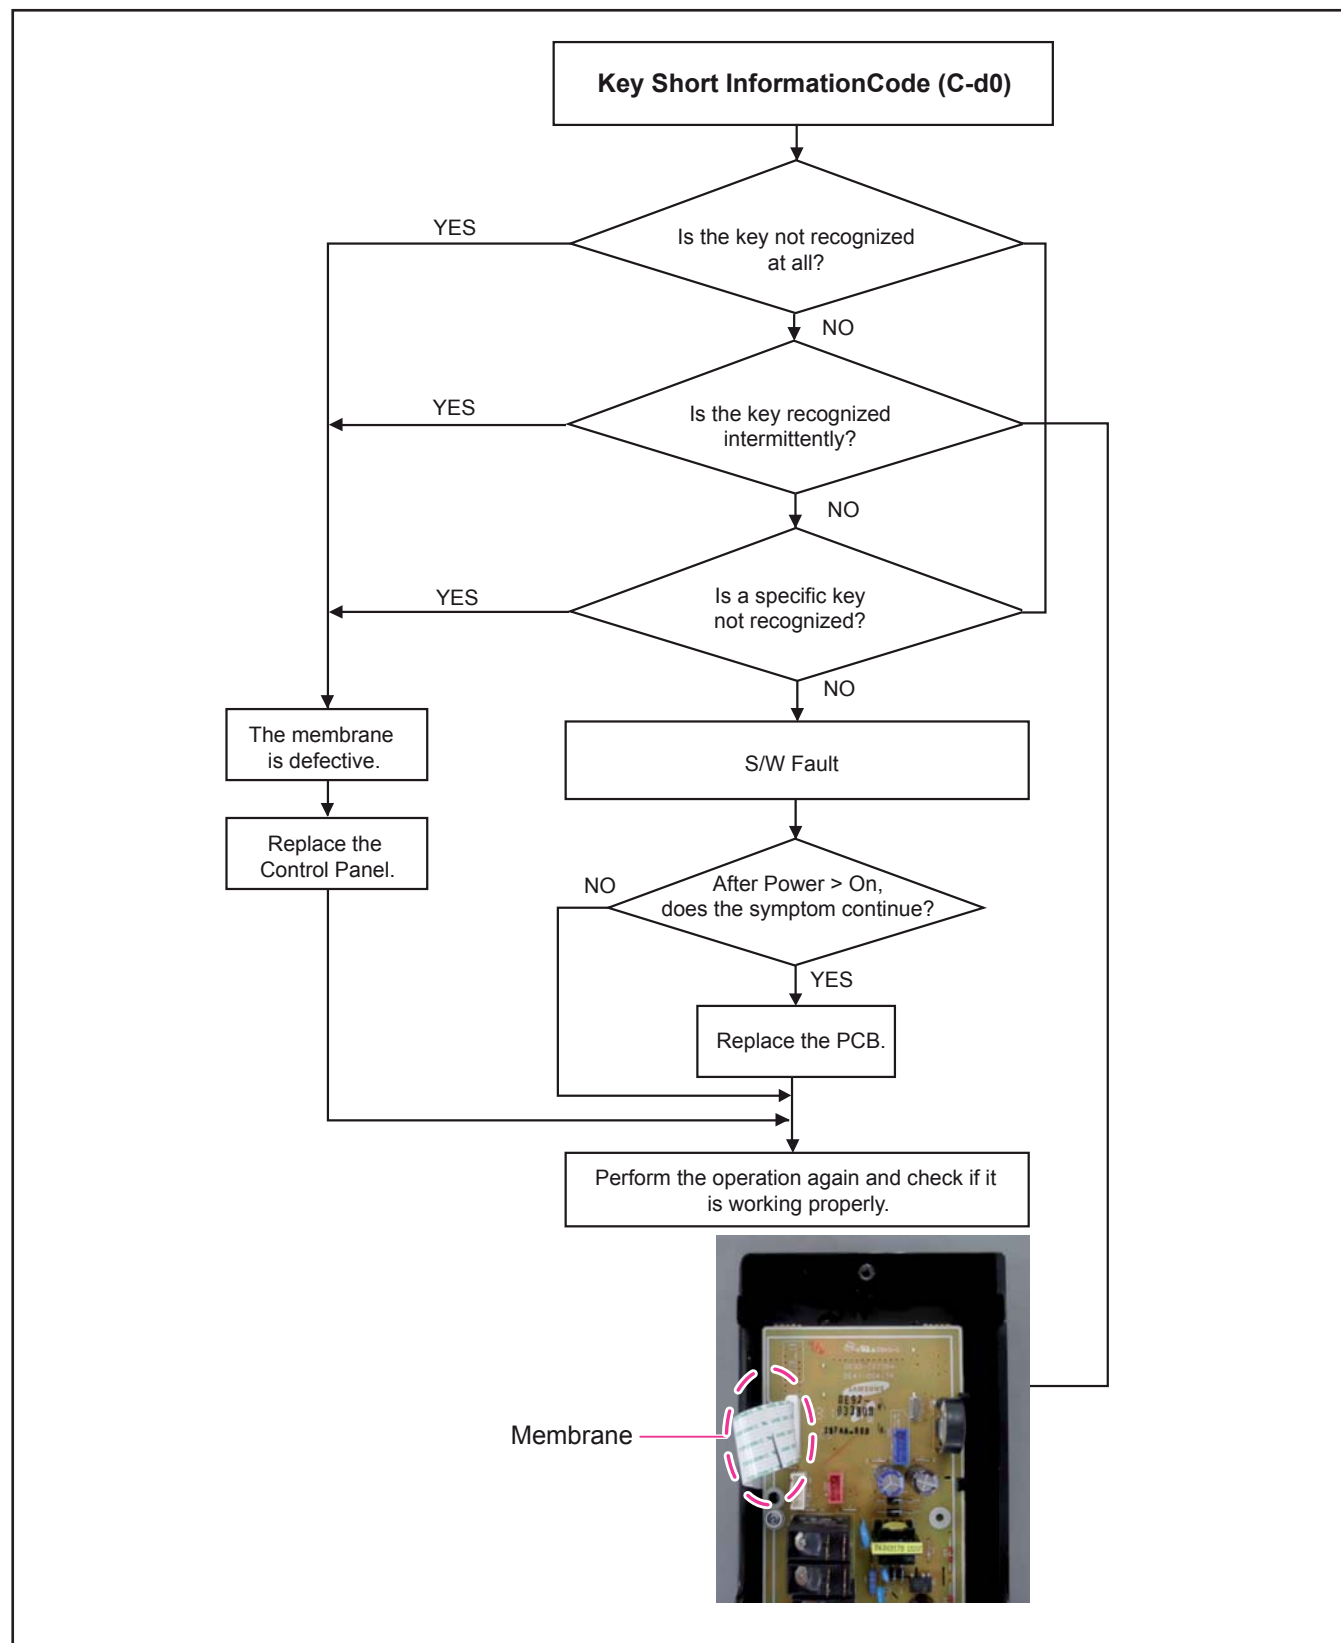 Key Short InformationCode (C-d0)
YES
Is the key not recognized
at all?
NO
YES
Is the key recognized
intermittently?
NO
YES
Is a specific key
not recognized?
NO
The membrane
is defective.
S/W Fault
Replace the
Control Panel.
NO
After Power > On,
does the symptom continue?
YES
Replace the PCB.
Perform the operation again and check if it
is working properly.
SAMSUNG
Membrane